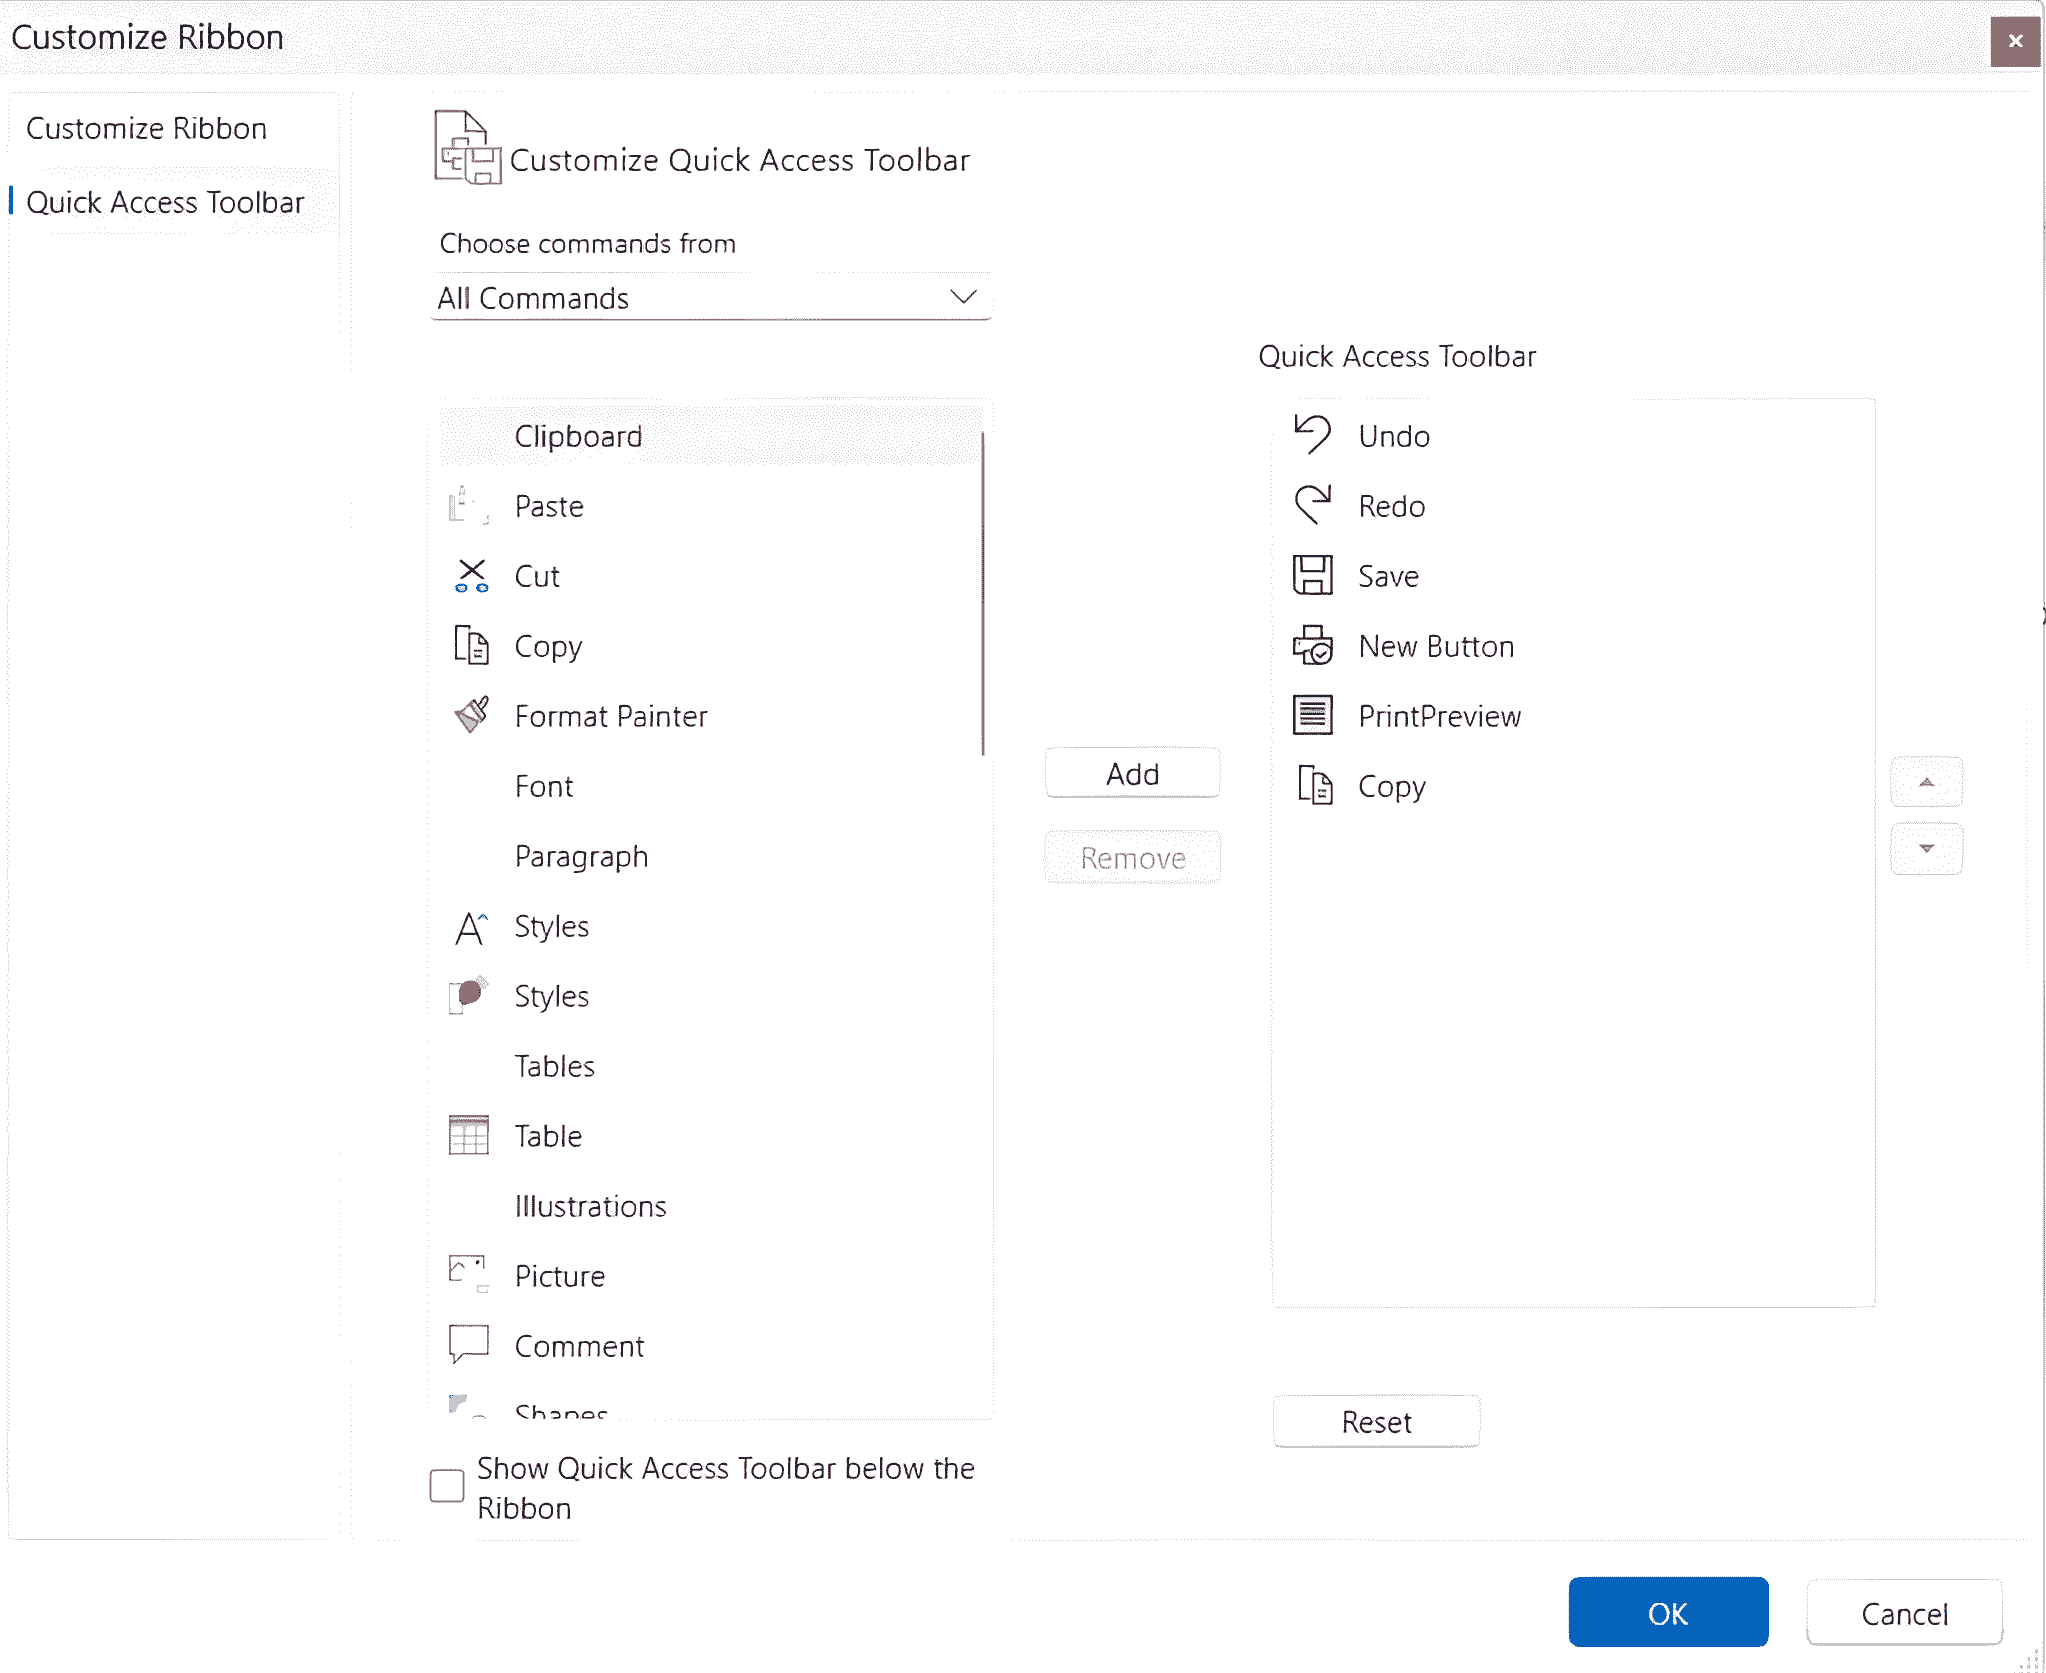 Customize Ribbon
Customize Ribbon
Quick Access Toolbar
Customize Quick Access Toolbar
Choose commands from
All Commands
Clipboard
Paste
Cut
Copy
Format Painter
Font
Paragraph
Styles
Styles
Tables
Table
Illustrations
Picture
Comment
Shapes
Show Quick Access Toolbar below the
Ribbon
Add
Remove
Quick Access Toolbar
Undo
Redo
Save
New Button
PrintPreview
Copy
Reset
OK
Cancel